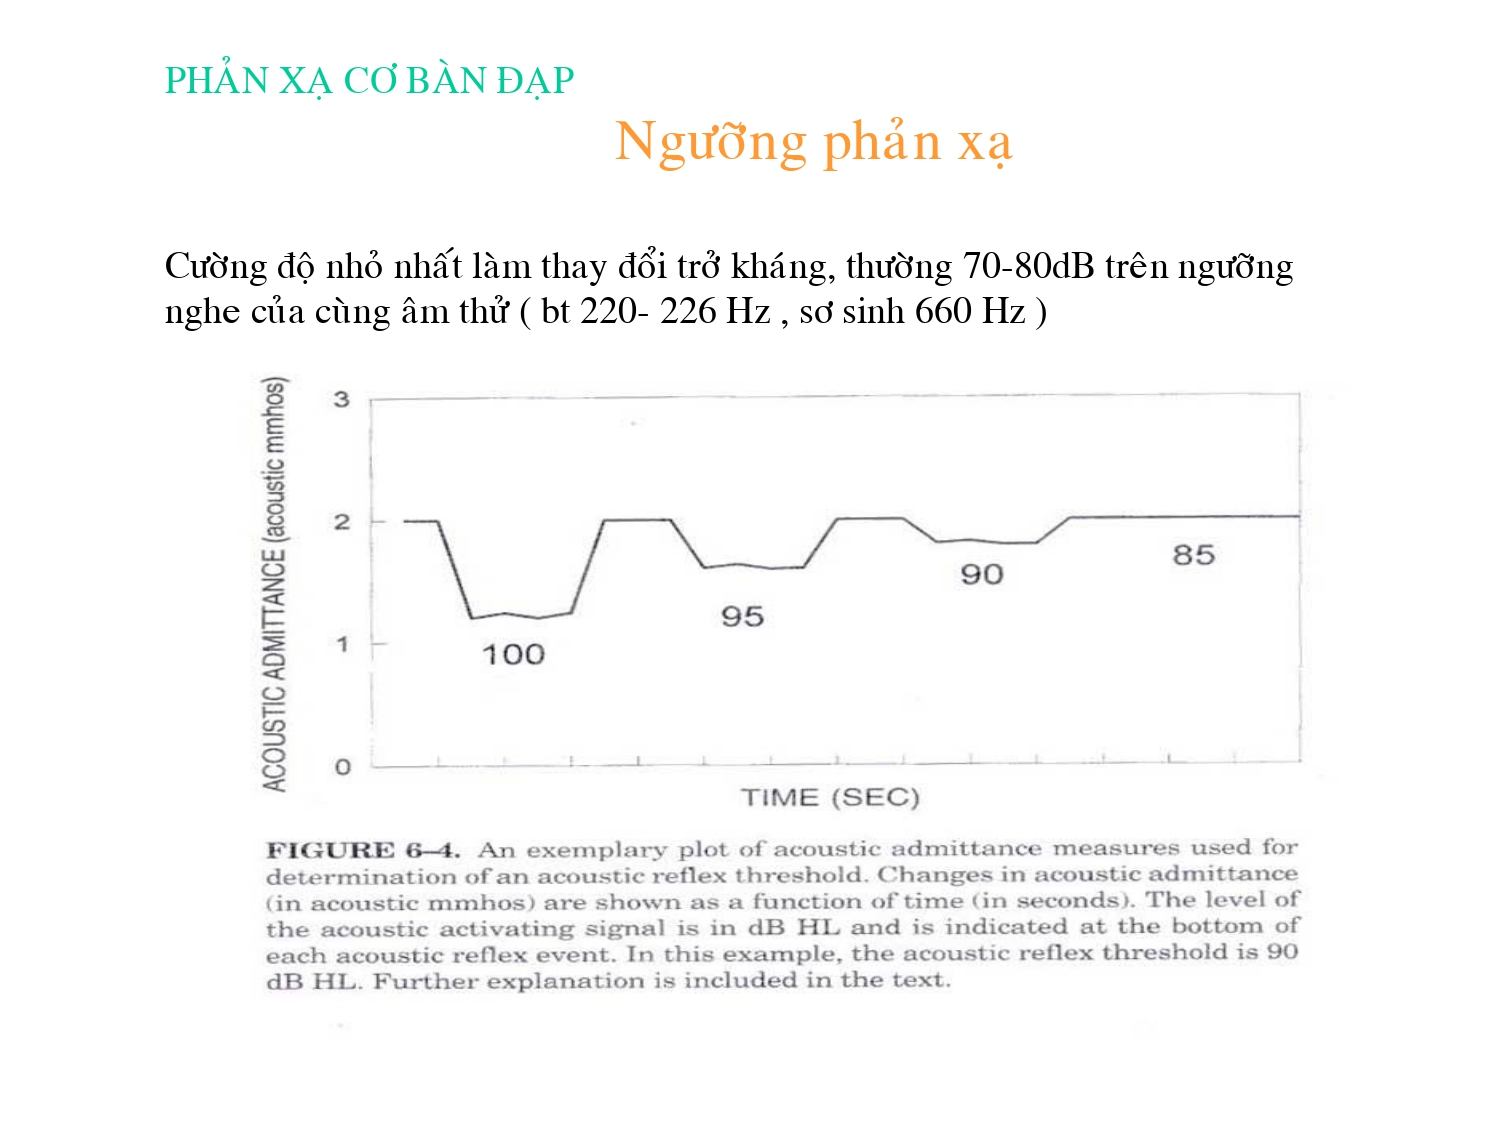 PHẢN XẠ CƠ BÀN ĐẠP
Ngưỡng phản xạ
Cường độ nhỏ nhất làm thay đổi trở kháng, thường 70-80dB trên ngưỡng
nghe của cùng âm thử ( bt 220- 226 Hz , sơ sinh 660 Hz )
ACOUSTIC ADMITTANCE (acoustic mmhos)
3
2
1
0
100
95
90
85
TIME (SEC)
FIGURE 6–4. An exemplary plot of acoustic admittance measures used for
determination of an acoustic reflex threshold. Changes in acoustic admittance
(in acoustic mmhos) are shown as a function of time (in seconds). The level of
the acoustic activating signal is in dB HL and is indicated at the bottom of
each acoustic reflex event. In this example, the acoustic reflex threshold is 90
dB HL. Further explanation is included in the text.